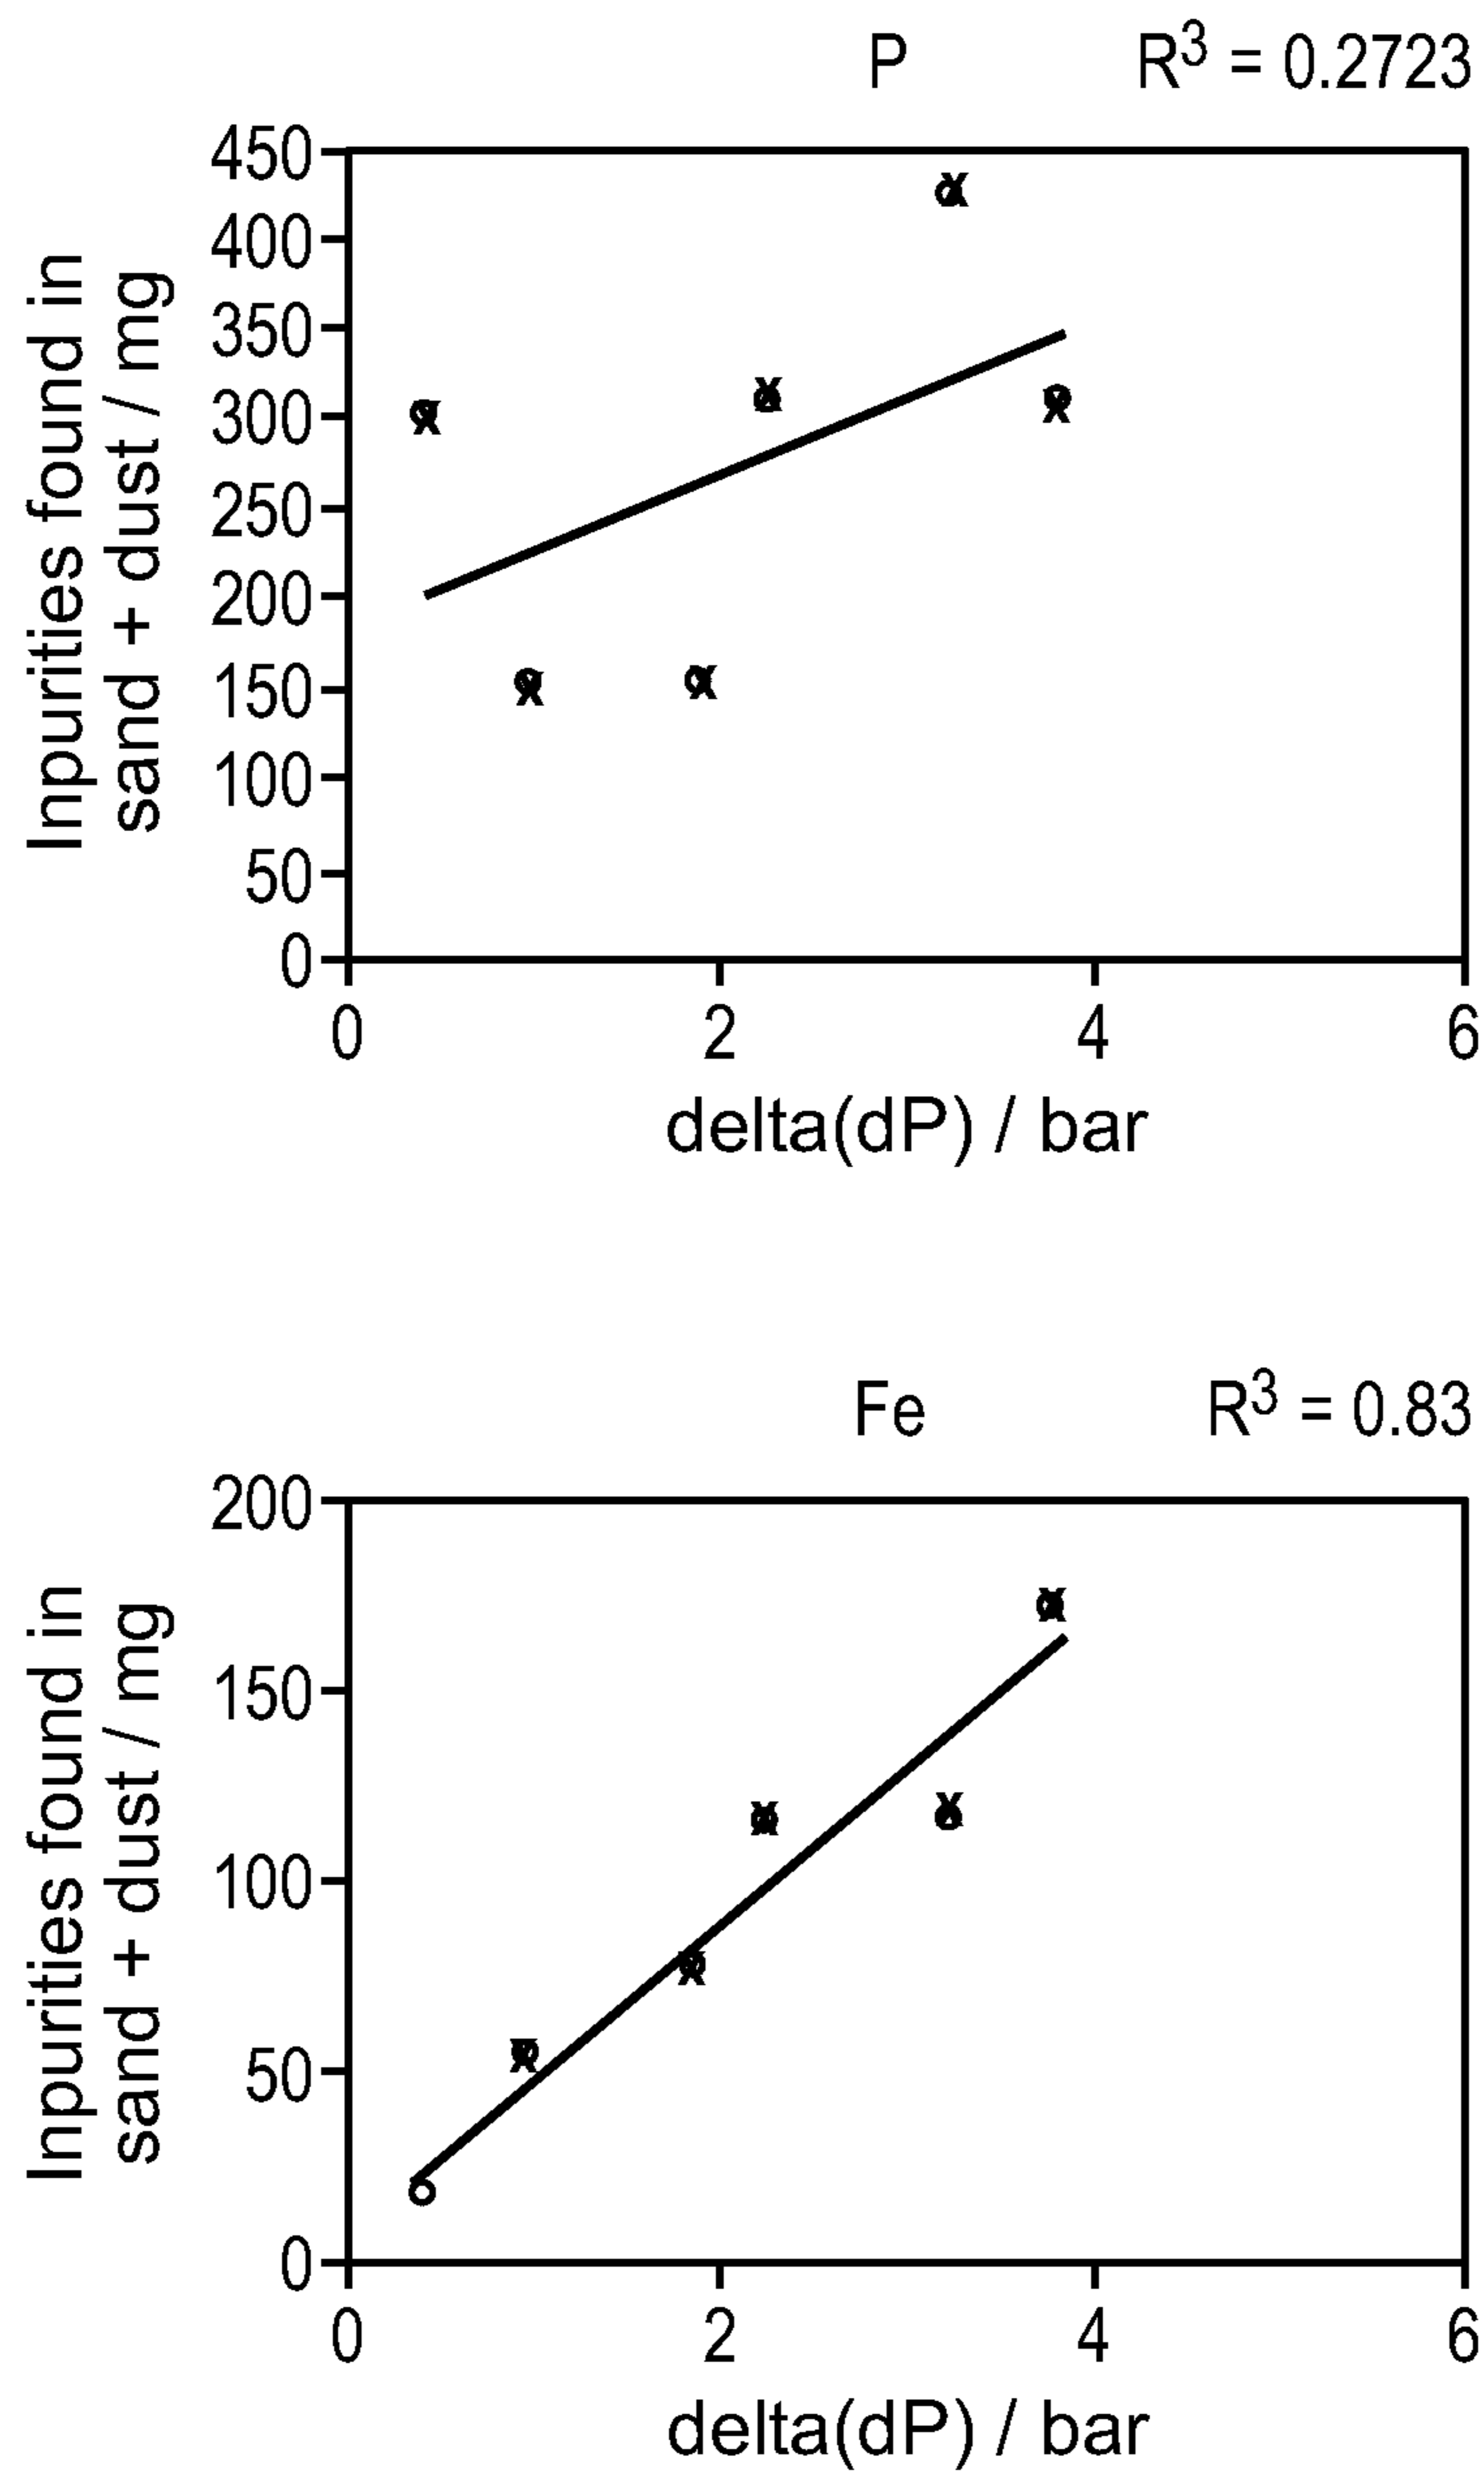 P R³ = 0.2723
450
400
350
300
250
200
150
100
50
0
Inpurities found in
sand + dust / mg
0 2 4 6
delta(dP) / bar
Fe R³ = 0.83
200
150
100
50
0
Inpurities found in
sand + dust / mg
0 2 4 6
delta(dP) / bar